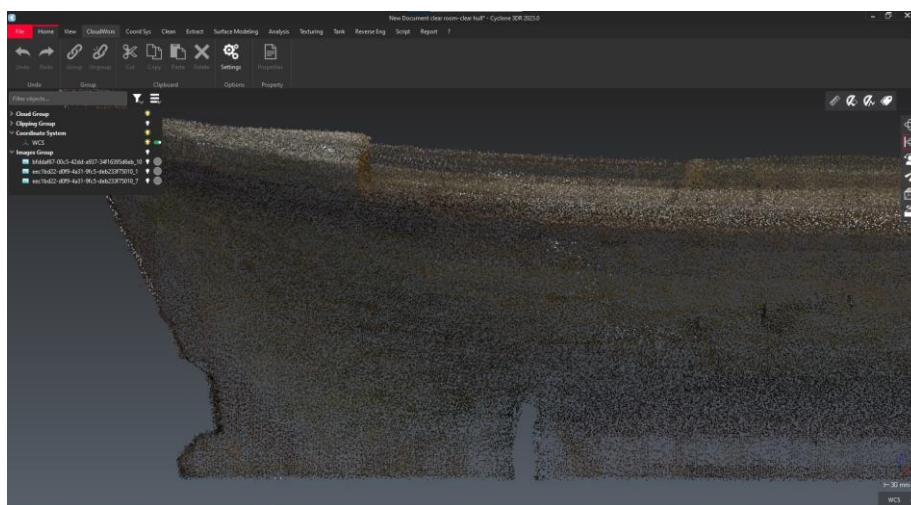 New Document clear room- clear hull* - Cyclone 3DR 2023.0
File Home View CloudWorx Coord Sys Clean Extract Surface Modeling Analysis Texturing Tank Reverse Eng Script Report ?
Undo Redo Group Ungroup Cut Copy Paste Delete Settings Properties
Undo Group Clipboard Options Property
Filter objects...
Cloud Group
Clipping Group
Coordinate System
WCS
Images Group
30 mm
WCS